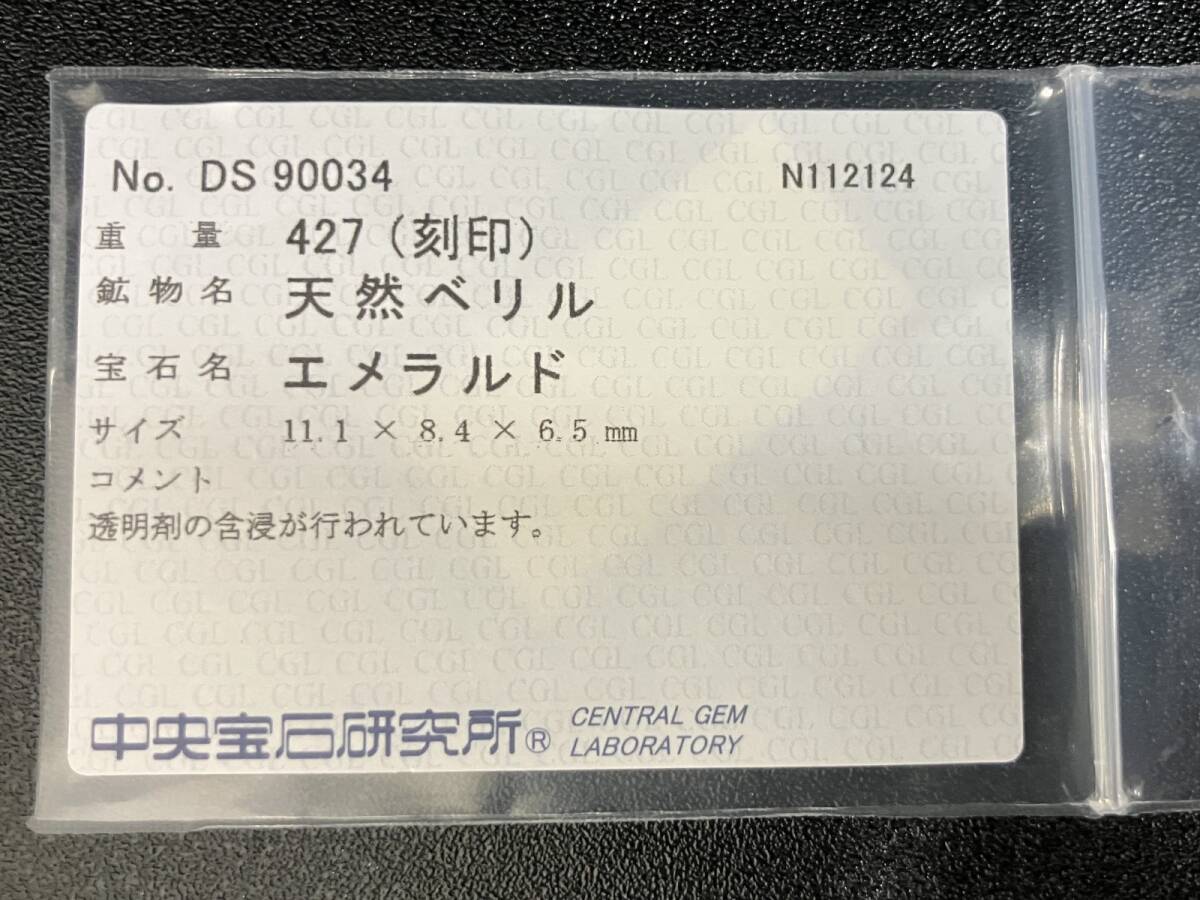 No. DS 90034 N112124
重量 427 (刻印)
鉱物名 天然ベリル
宝石名 エメラルド
サイズ 11.1 × 8.4 × 6.5 mm
コメント
透明剤の含浸が行われています。
中央宝石研究所® CENTRAL GEM
LABORATORY